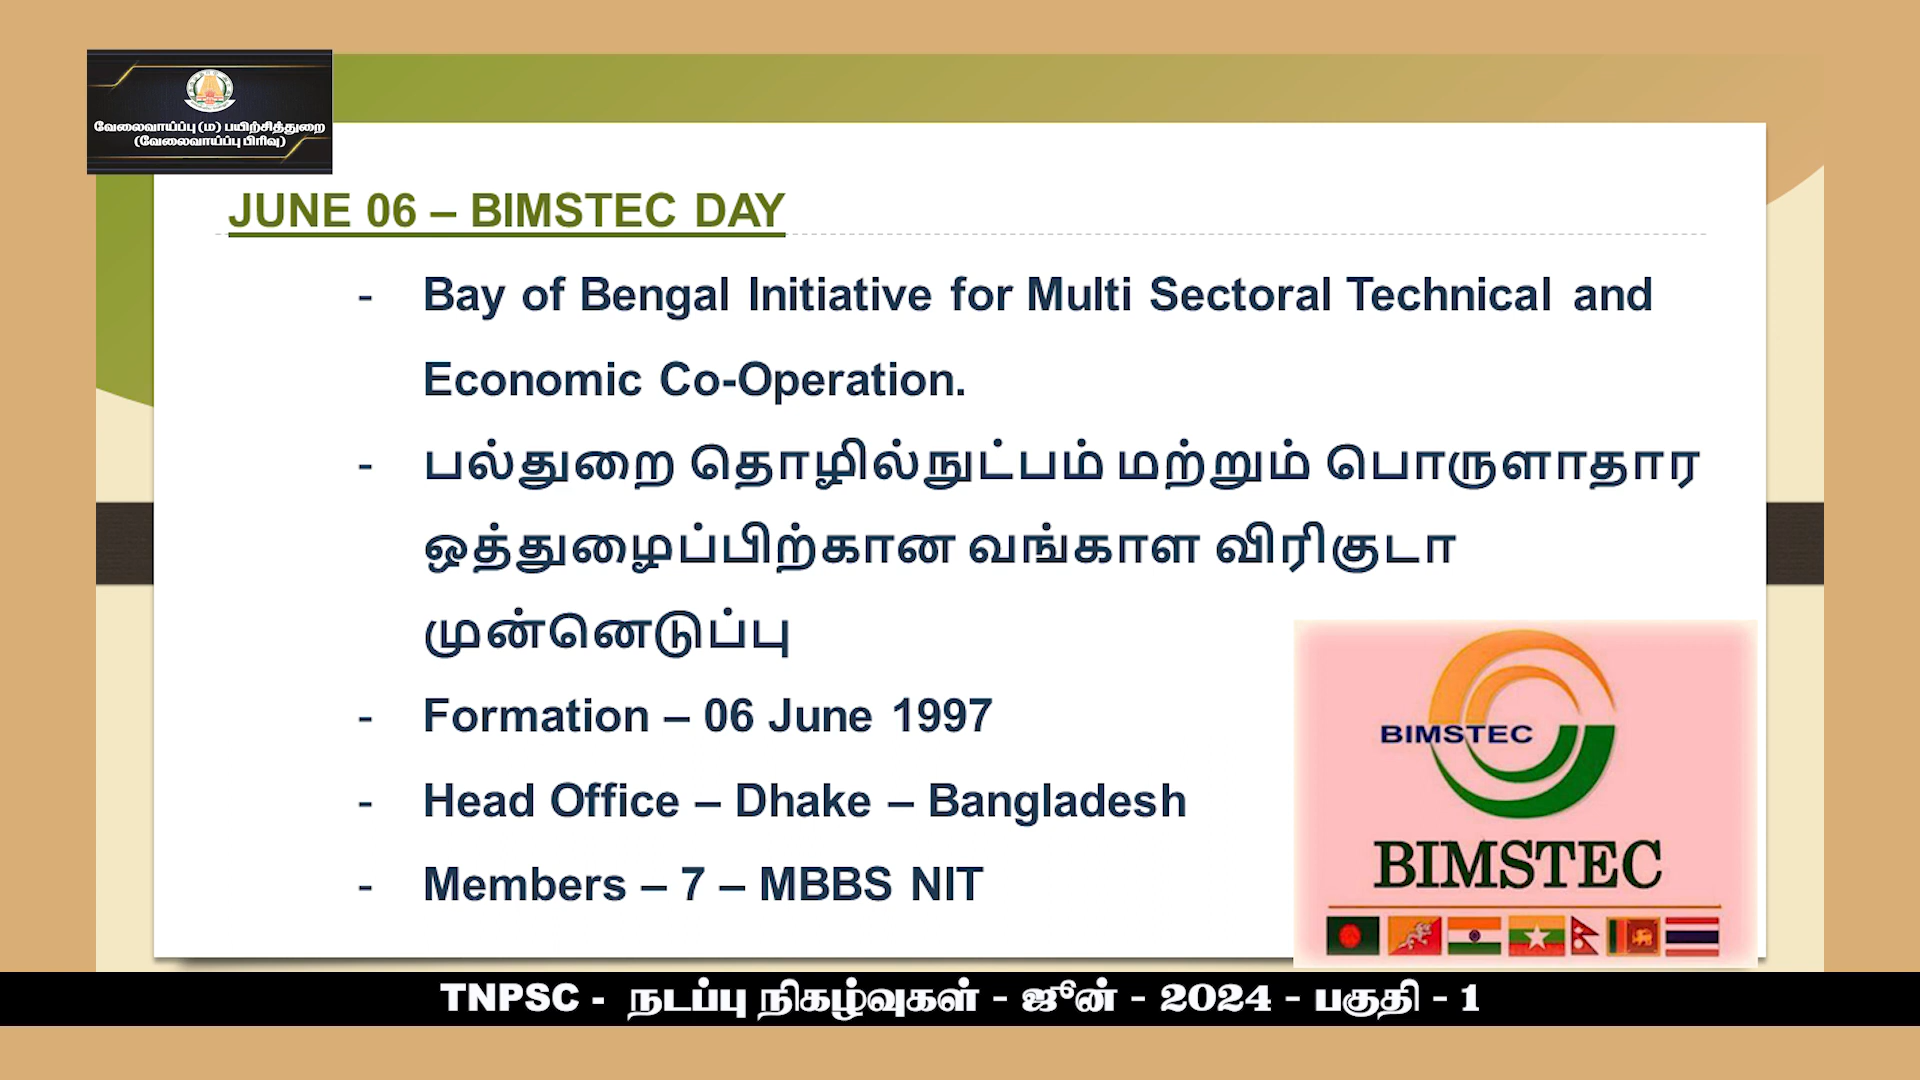 வேலைவாய்ப்பு (ம) பயிற்சித்துறை
(வேலைவாய்ப்பு பிரிவு)
JUNE 06 – BIMSTEC DAY
- Bay of Bengal Initiative for Multi Sectoral Technical and
Economic Co-Operation.
- பல்துறை தொழில்நுட்பம் மற்றும் பொருளாதார
ஒத்துழைப்பிற்கான வங்காள விரிகுடா
முன்னெடுப்பு
- Formation – 06 June 1997
- Head Office – Dhake – Bangladesh
- Members – 7 – MBBS NIT
BIMSTEC
BIMSTEC
TNPSC - நடப்பு நிகழ்வுகள் - ஜூன் - 2024 - பகுதி - 1